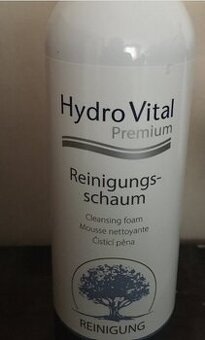 Hydro Vital
Premium
Reinigungs-
schaum
Cleansing foam
Mousse nettoyante
Čisticí pěna
REINIGUNG